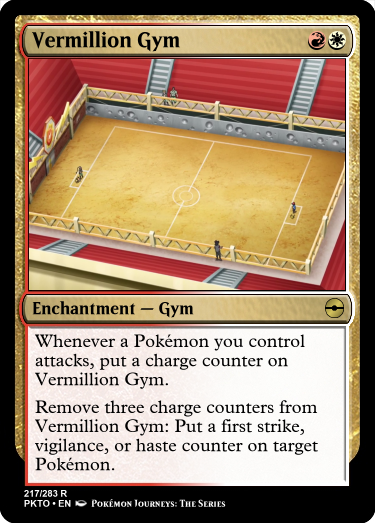 Vermillion Gym
Enchantment — Gym
Whenever a Pokémon you control
attacks, put a charge counter on
Vermillion Gym.
Remove three charge counters from
Vermillion Gym: Put a first strike,
vigilance, or haste counter on target
Pokémon.
217/283 R
PKTO • EN Pokémon Journeys: The Series